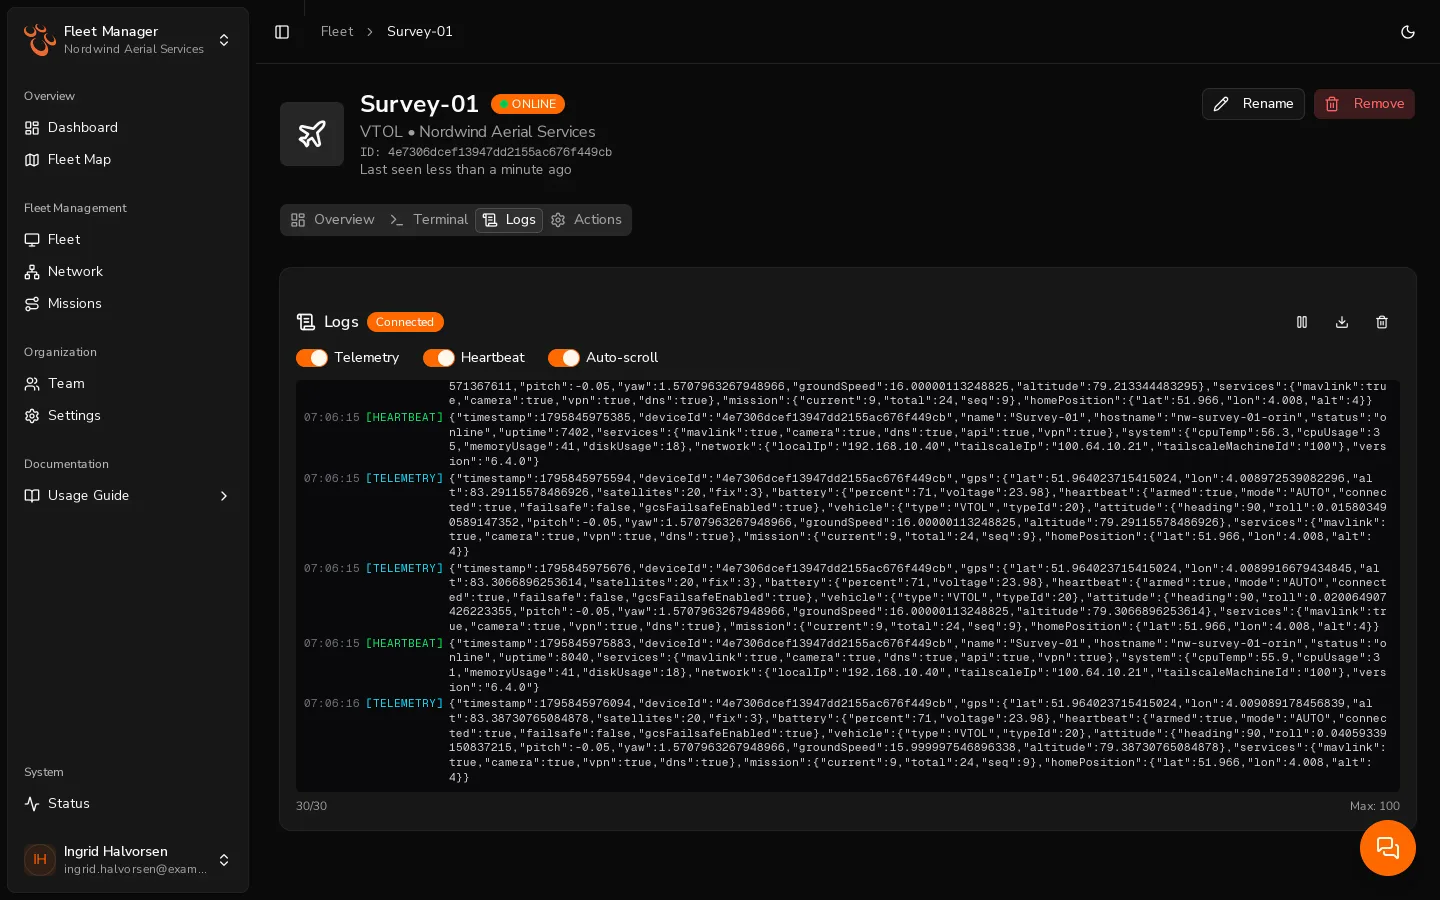 Fleet Manager
Nordwind Aerial Services
Overview
Dashboard
Fleet Map
Fleet Management
Fleet
Network
Missions
Organization
Team
Settings
Documentation
Usage Guide
System
Status
IH
Ingrid Halvorsen
ingrid.halvorsen@exam...
Fleet > Survey-01
Survey-01 ONLINE
VTOL • Nordwind Aerial Services
ID: 4e7306dcef13947dd2155ac676f449cb
Last seen less than a minute ago
Rename
Remove
Overview
Terminal
Logs
Actions
Logs Connected
Telemetry
Heartbeat
Auto-scroll
571367611,"pitch":-0.05,"yaw":1.5707963267948966,"groundSpeed":16.00000113248825,"altitude":79.213344483295},"services":{"mavlink":tru
e,"camera":true,"vpn":true,"dns":true},"mission":{"current":9,"total":24,"seq":9},"homePosition":{"lat":51.966,"lon":4.008,"alt":4}}
07:06:15 [HEARTBEAT] {"timestamp":1795845975385,"deviceId":"4e7306dcef13947dd2155ac676f449cb","name":"Survey-01","hostname":"nw-survey-01-orin","status":"o
nline","uptime":7402,"services":{"mavlink":true,"camera":true,"dns":true,"api":true,"vpn":true},"system":{"cpuTemp":56.3,"cpuUsage":3
5,"memoryUsage":41,"diskUsage":18},"network":{"localIp":"192.168.10.40","tailscaleIp":"100.64.10.21","tailscaleMachineId":"100"},"vers
ion":"6.4.0"}
07:06:15 [TELEMETRY] {"timestamp":1795845975594,"deviceId":"4e7306dcef13947dd2155ac676f449cb","gps":{"lat":51.964023715415024,"lon":4.008972539082296,"al
t":83.29115578486926,"satellites":20,"fix":3},"battery":{"percent":71,"voltage":23.98},"heartbeat":{"armed":true,"mode":"AUTO","connec
ted":true,"failsafe":false,"gcsFailsafeEnabled":true},"vehicle":{"type":"VTOL","typeId":20},"attitude":{"heading":90,"roll":0.01580349
0589147352,"pitch":-0.05,"yaw":1.5707963267948966,"groundSpeed":16.00000113248825,"altitude":79.29115578486926},"services":{"mavlink":
true,"camera":true,"vpn":true,"dns":true},"mission":{"current":9,"total":24,"seq":9},"homePosition":{"lat":51.966,"lon":4.008,"alt":
4}}
07:06:15 [TELEMETRY] {"timestamp":1795845975676,"deviceId":"4e7306dcef13947dd2155ac676f449cb","gps":{"lat":51.964023715415024,"lon":4.0089916679434845,"al
t":83.3066896253614,"satellites":20,"fix":3},"battery":{"percent":71,"voltage":23.98},"heartbeat":{"armed":true,"mode":"AUTO","connect
ed":true,"failsafe":false,"gcsFailsafeEnabled":true},"vehicle":{"type":"VTOL","typeId":20},"attitude":{"heading":90,"roll":0.020064907
426223355,"pitch":-0.05,"yaw":1.5707963267948966,"groundSpeed":16.00000113248825,"altitude":79.3066896253614},"services":{"mavlink":tr
ue,"camera":true,"vpn":true,"dns":true},"mission":{"current":9,"total":24,"seq":9},"homePosition":{"lat":51.966,"lon":4.008,"alt":4}}
07:06:15 [HEARTBEAT] {"timestamp":1795845975883,"deviceId":"4e7306dcef13947dd2155ac676f449cb","name":"Survey-01","hostname":"nw-survey-01-orin","status":"o
nline","uptime":8040,"services":{"mavlink":true,"camera":true,"dns":true,"api":true,"vpn":true},"system":{"cpuTemp":55.9,"cpuUsage":3
1,"memoryUsage":41,"diskUsage":18},"network":{"localIp":"192.168.10.40","tailscaleIp":"100.64.10.21","tailscaleMachineId":"100"},"vers
ion":"6.4.0"}
07:06:16 [TELEMETRY] {"timestamp":1795845976094,"deviceId":"4e7306dcef13947dd2155ac676f449cb","gps":{"lat":51.964023715415024,"lon":4.009089178456839,"al
t":83.38730765084878,"satellites":20,"fix":3},"battery":{"percent":71,"voltage":23.98},"heartbeat":{"armed":true,"mode":"AUTO","connec
ted":true,"failsafe":false,"gcsFailsafeEnabled":true},"vehicle":{"type":"VTOL","typeId":20},"attitude":{"heading":90,"roll":0.04059339
150837215,"pitch":-0.05,"yaw":1.5707963267948966,"groundSpeed":15.999997546896338,"altitude":79.38730765084878},"services":{"mavlink":
true,"camera":true,"vpn":true,"dns":true},"mission":{"current":9,"total":24,"seq":9},"homePosition":{"lat":51.966,"lon":4.008,"alt":
4}}
30/30
Max: 100